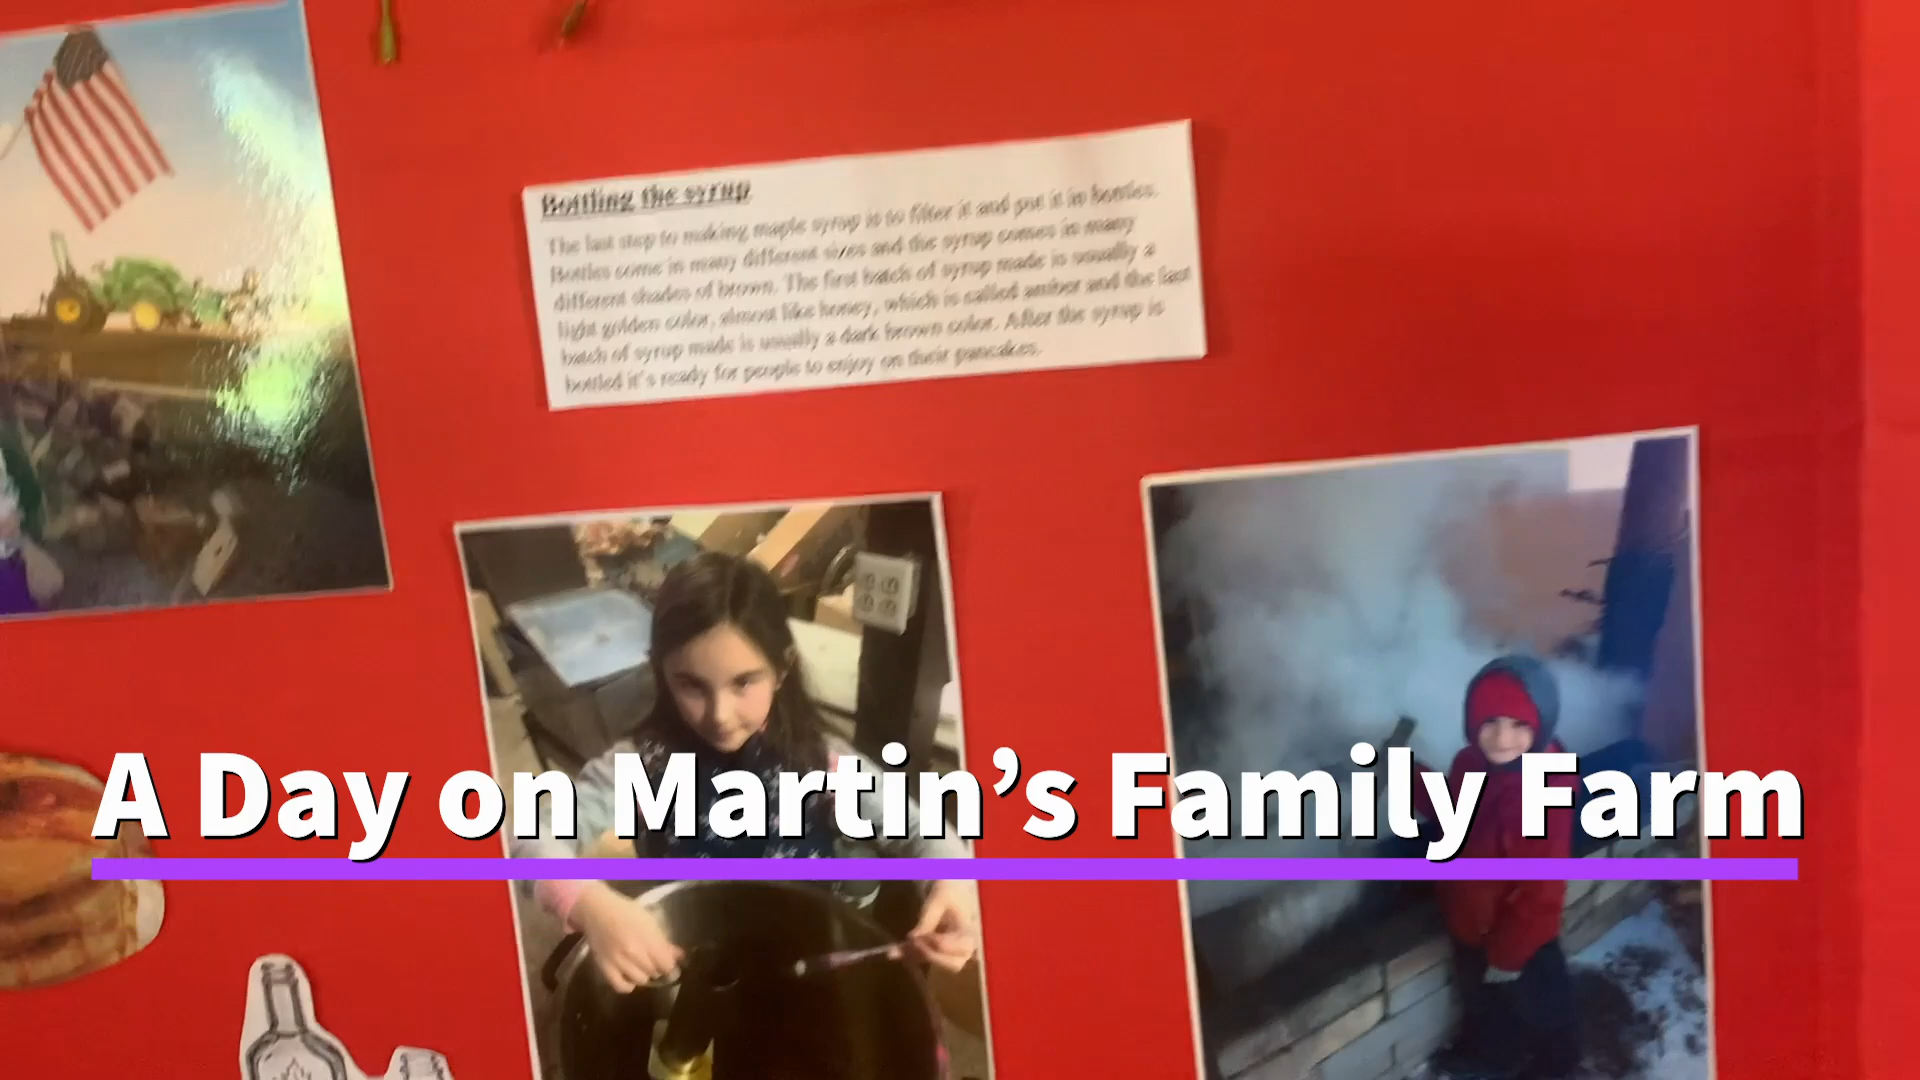 Bottling the syrup
The last step to making maple syrup is to filter it and put it in bottles.
Bottles come in many different sizes and the syrup comes in many
different shades of brown. The first batch of syrup made is usually a
light golden color, almost like honey, which is called amber and the last
batch of syrup made is usually a dark brown color. After the syrup is
bottled it's ready for people to enjoy on their pancakes.
A Day on Martin’s Family Farm